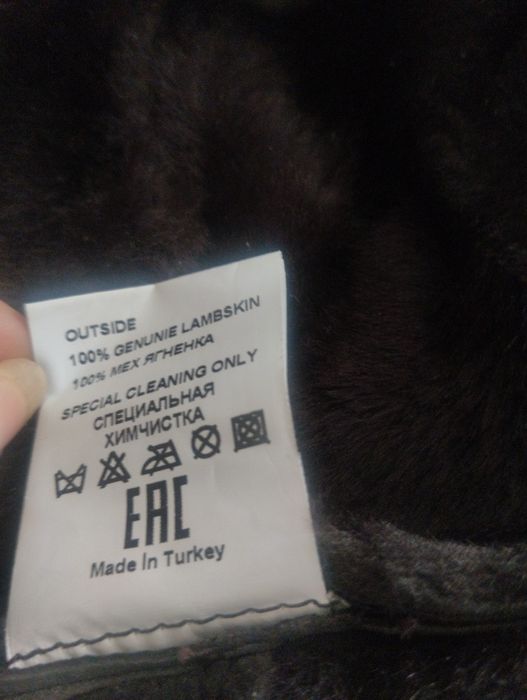 OUTSIDE
100% GENUNIE LAMBSKIN
100% МЕХ ЯГНЕНКА
SPECIAL CLEANING ONLY
СПЕЦИАЛЬНАЯ
ХИМЧИСТКА
EAC
Made In Turkey